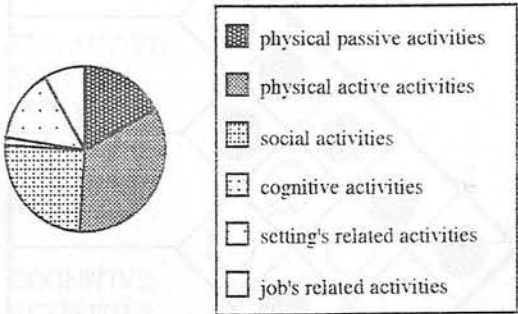 physical passive activities
physical active activities
social activities
cognitive activities
setting's related activities
job's related activities